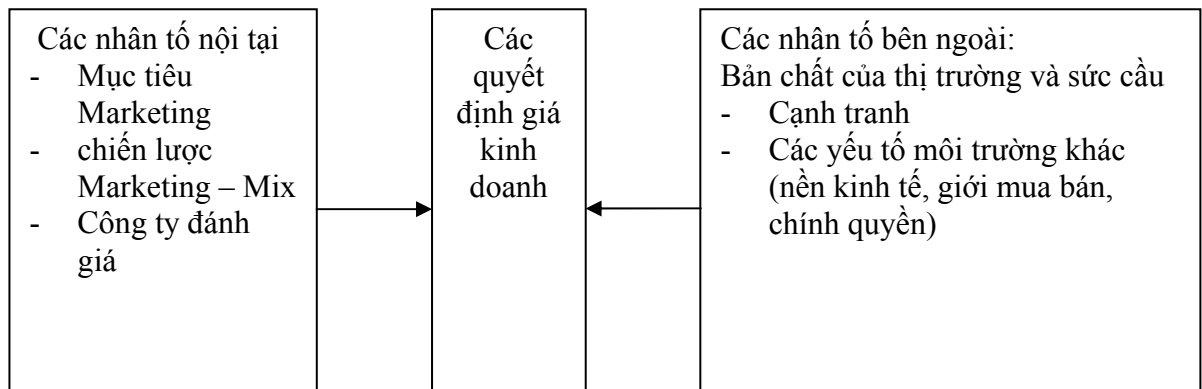 Các nhân tố nội tại
- Mục tiêu
Marketing
- chiến lược
Marketing – Mix
- Công ty đánh
giá
Các
quyết
định giá
kinh
doanh
Các nhân tố bên ngoài:
Bản chất của thị trường và sức cầu
- Cạnh tranh
- Các yếu tố môi trường khác
(nền kinh tế, giới mua bán,
chính quyền)